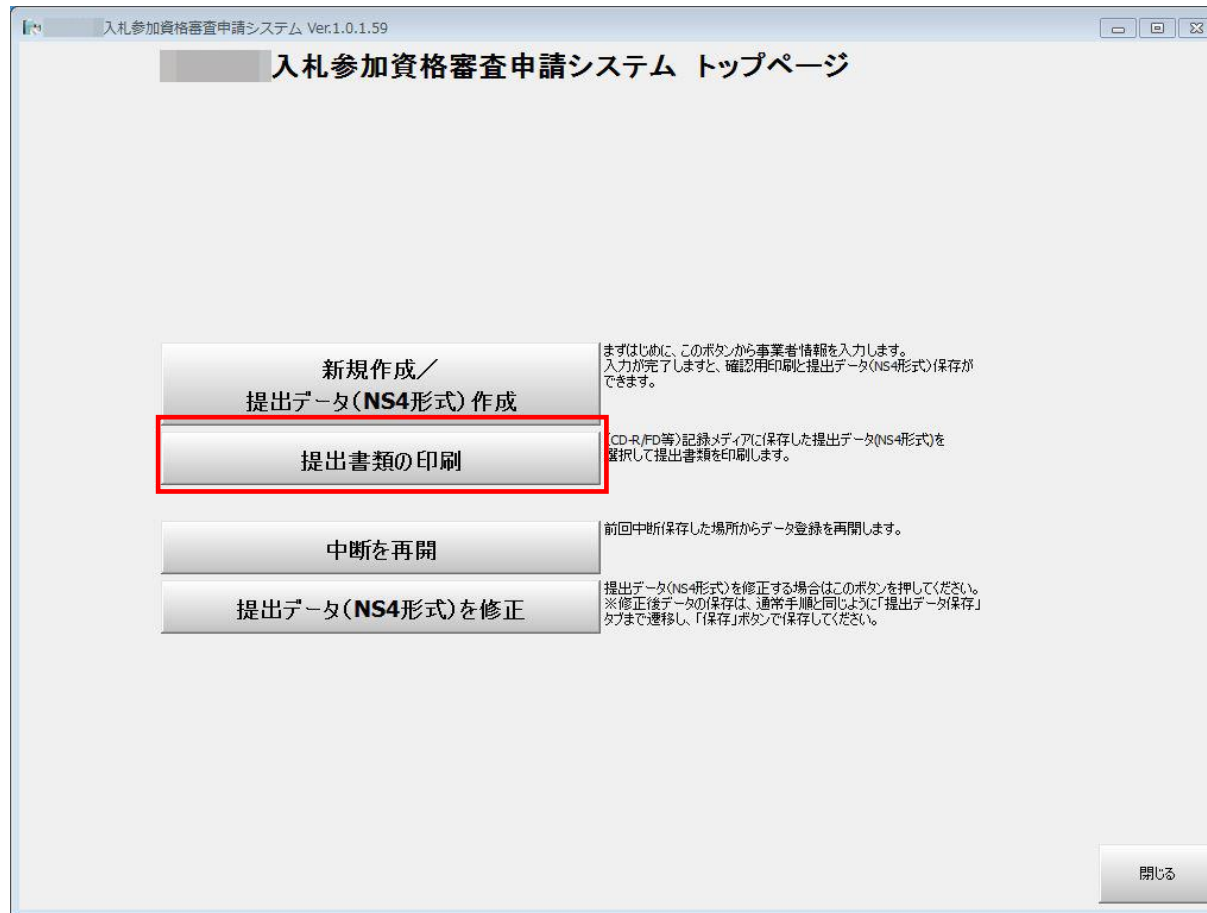 入札参加資格審査申請システム Ver.1.0.1.59
入札参加資格審査申請システム トップページ
新規作成／
提出データ(NS4形式)作成
まずはじめに、このボタンから事業者情報を入力します。
入力が完了しますと、確認用印刷と提出データ(NS4形式)保存が
できます。
提出書類の印刷
(CD-R/FD等)記録メディアに保存した提出データ(NS4形式)を
選択して提出書類を印刷します。
中断を再開
前回中断保存した場所からデータ登録を再開します。
提出データ(NS4形式)を修正
提出データ(NS4形式)を修正する場合はこのボタンを押してください。
※修正後データの保存は、通常手順と同じように「提出データ保存」
タブまで遷移し、「保存」ボタンで保存してください。
閉じる